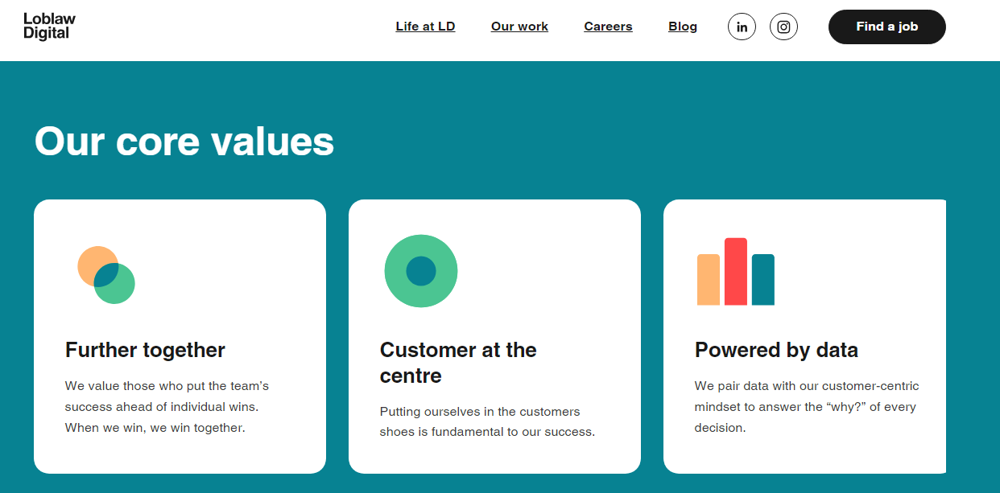 Loblaw
Digital
Life at LD
Our work
Careers
Blog
in
Find a job
Our core values
Further together
We value those who put the team’s
success ahead of individual wins.
When we win, we win together.
Customer at the
centre
Putting ourselves in the customers
shoes is fundamental to our success.
Powered by data
We pair data with our customer-centric
mindset to answer the “why?” of every
decision.